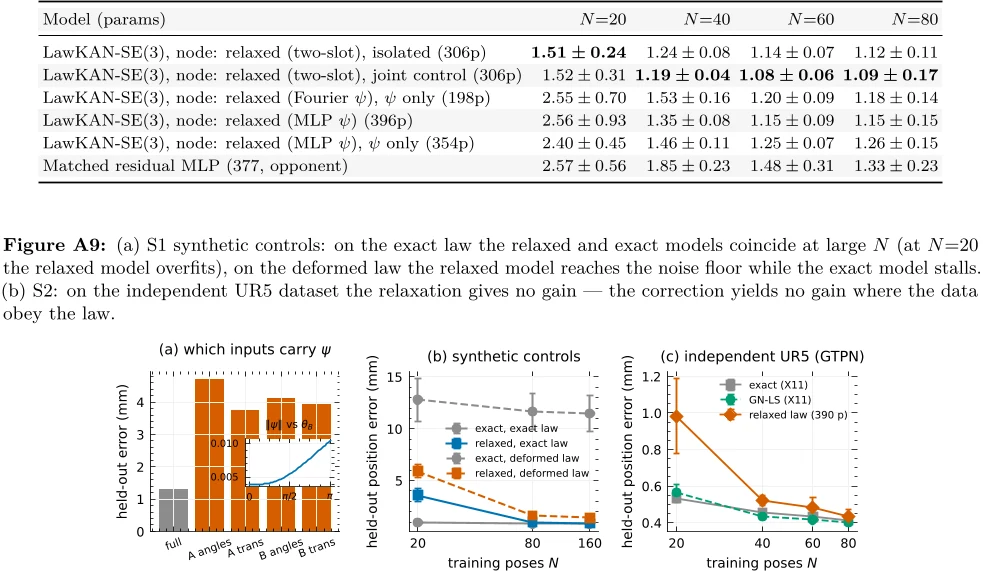 Model (params) N=20 N=40 N=60 N=80
LawKAN-SE(3), node: relaxed (two-slot), isolated (306p) 1.51 ± 0.24 1.24 ± 0.08 1.14 ± 0.07 1.12 ± 0.11
LawKAN-SE(3), node: relaxed (two-slot), joint control (306p) 1.52 ± 0.31 1.19 ± 0.04 1.08 ± 0.06 1.09 ± 0.17
LawKAN-SE(3), node: relaxed (Fourier ψ), ψ only (198p) 2.55 ± 0.70 1.53 ± 0.16 1.20 ± 0.09 1.18 ± 0.14
LawKAN-SE(3), node: relaxed (MLP ψ) (396p) 2.56 ± 0.93 1.35 ± 0.08 1.15 ± 0.09 1.15 ± 0.15
LawKAN-SE(3), node: relaxed (MLP ψ), ψ only (354p) 2.40 ± 0.45 1.46 ± 0.11 1.25 ± 0.07 1.26 ± 0.15
Matched residual MLP (377, opponent) 2.57 ± 0.56 1.85 ± 0.23 1.48 ± 0.31 1.33 ± 0.23
Figure A9: (a) S1 synthetic controls: on the exact law the relaxed and exact models coincide at large N (at N=20
the relaxed model overfits), on the deformed law the relaxed model reaches the noise floor while the exact model stalls.
(b) S2: on the independent UR5 dataset the relaxation gives no gain — the correction yields no gain where the data
obey the law.
(a) which inputs carry ψ
held-out error (mm)
4
3
2
1
0
‖ψ‖ vs θB
0.010
0.005
0 π/2 π
full A angles A trans B angles B trans
(b) synthetic controls
held-out position error (mm)
15
10
5
exact, exact law
relaxed, exact law
exact, deformed law
relaxed, deformed law
20 80 160
training poses N
(c) independent UR5 (GTPN)
held-out position error (mm)
1.2
1.0
0.8
0.6
0.4
exact (X11)
GN-LS (X11)
relaxed law (390 p)
20 40 60 80
training poses N